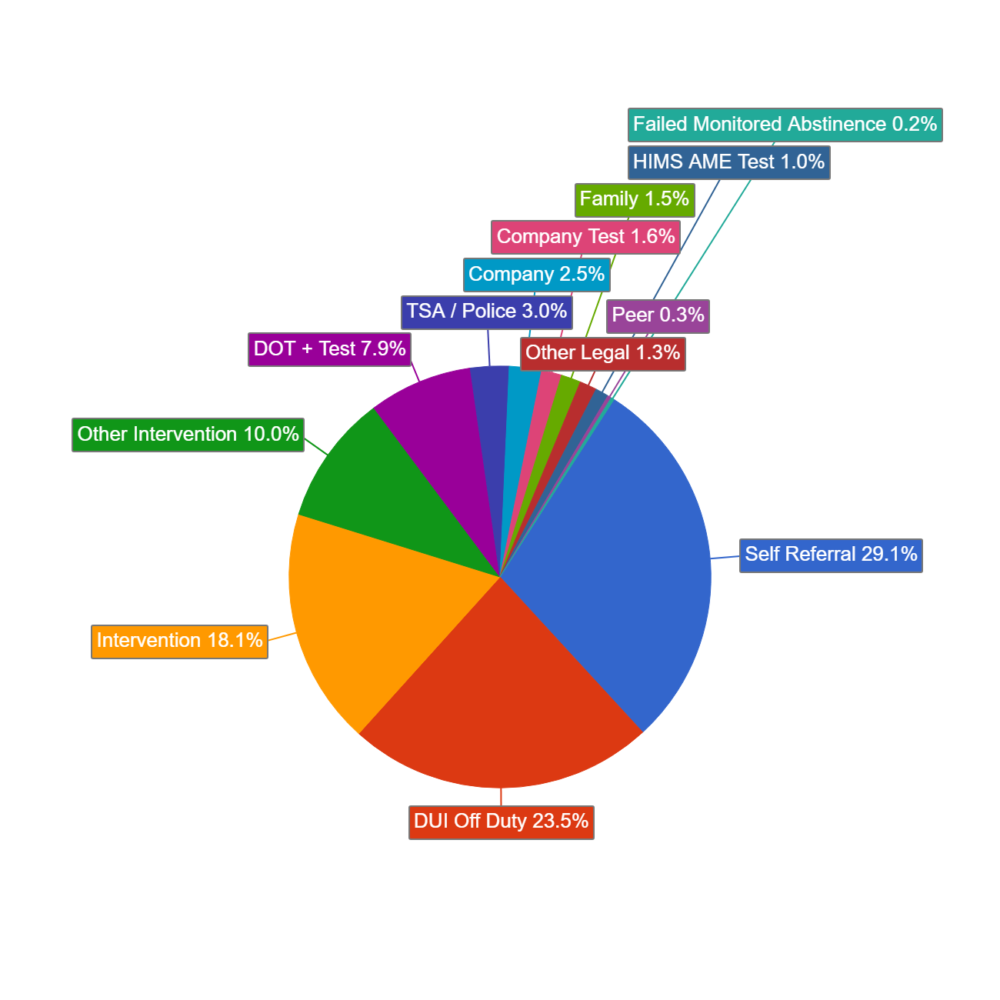 Failed Monitored Abstinence 0.2%
HIMS AME Test 1.0%
Family 1.5%
Company Test 1.6%
Company 2.5%
TSA / Police 3.0%
Peer 0.3%
DOT + Test 7.9%
Other Legal 1.3%
Other Intervention 10.0%
Self Referral 29.1%
Intervention 18.1%
DUI Off Duty 23.5%